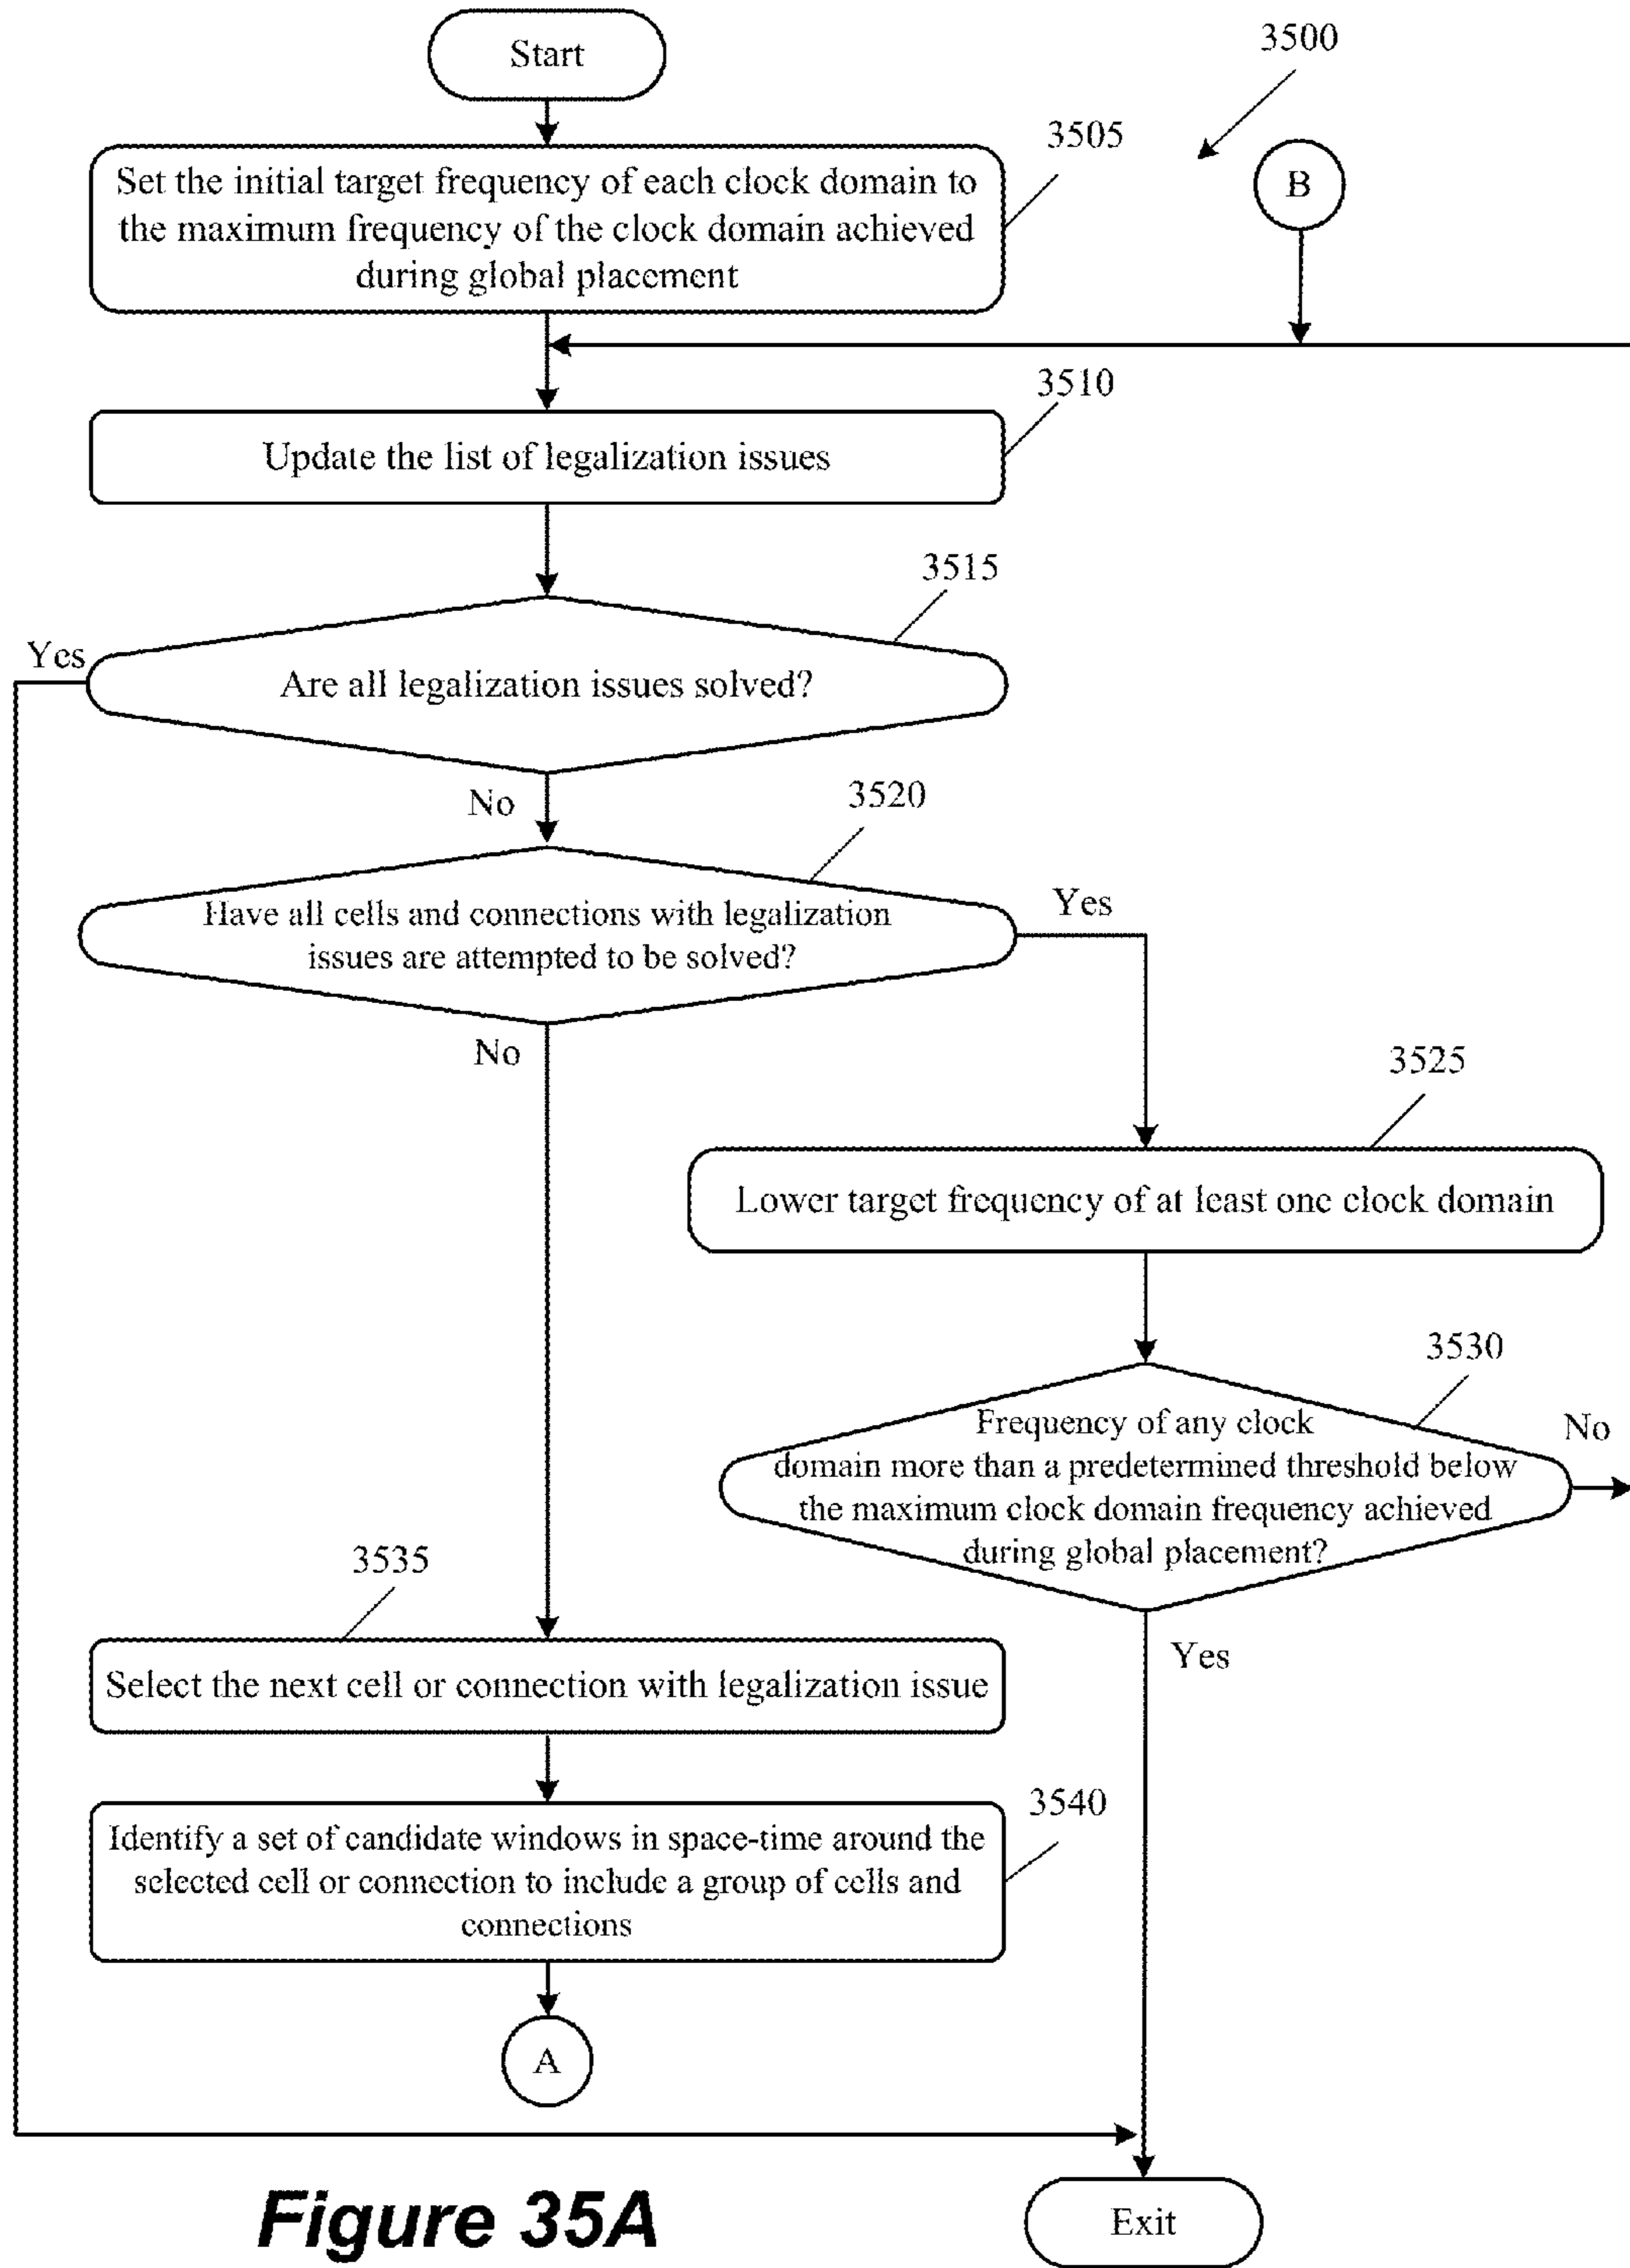 Start
3500
3505
Set the initial target frequency of each clock domain to
the maximum frequency of the clock domain achieved
during global placement
B
3510
Update the list of legalization issues
3515
Yes
Are all legalization issues solved?
No
3520
Have all cells and connections with legalization
issues are attempted to be solved?
Yes
No
3525
Lower target frequency of at least one clock domain
3530
Frequency of any clock
domain more than a predetermined threshold below
the maximum clock domain frequency achieved
during global placement?
No
Yes
3535
Select the next cell or connection with legalization issue
3540
Identify a set of candidate windows in space-time around the
selected cell or connection to include a group of cells and
connections
A
Figure 35A
Exit